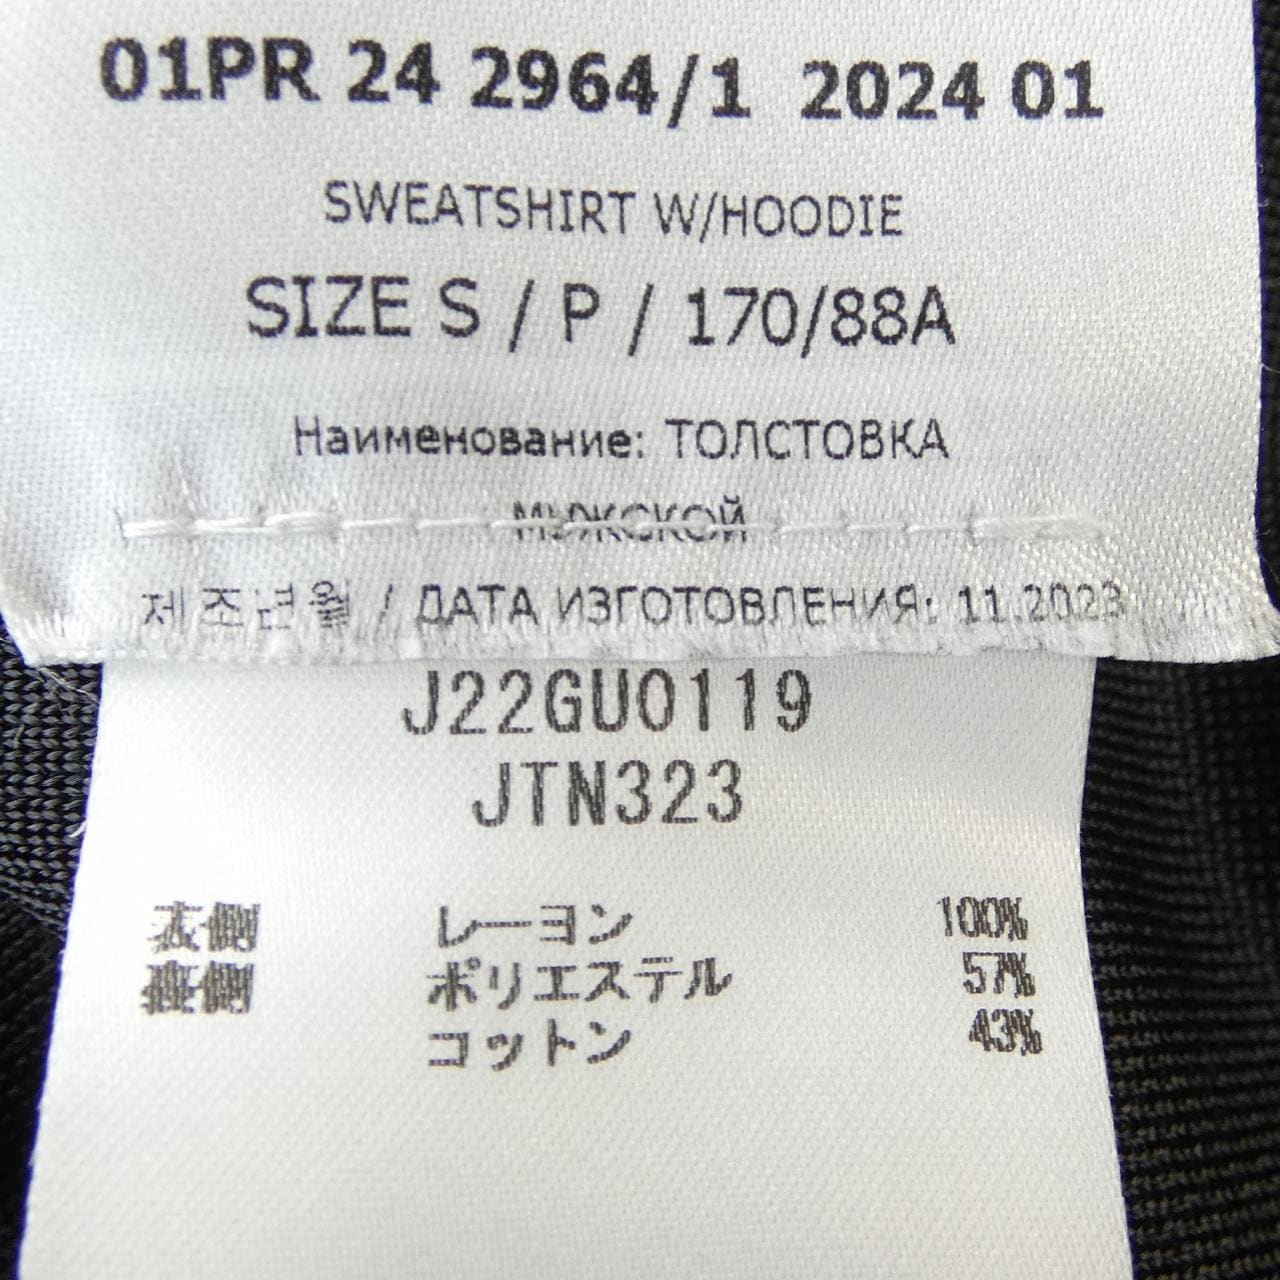 01PR 24 2964/1 2024 01
SWEATSHIRT W/HOODIE
SIZE S / P / 170/88A
Наименование: ТОЛСТОВКА
МУЖСКОЙ
제조년월 / ДАТА ИЗГОТОВЛЕНИЯ: 11.2023
J22GU0119
JTN323
表側 レーヨン 100%
裏側 ポリエステル 57%
コットン 43%